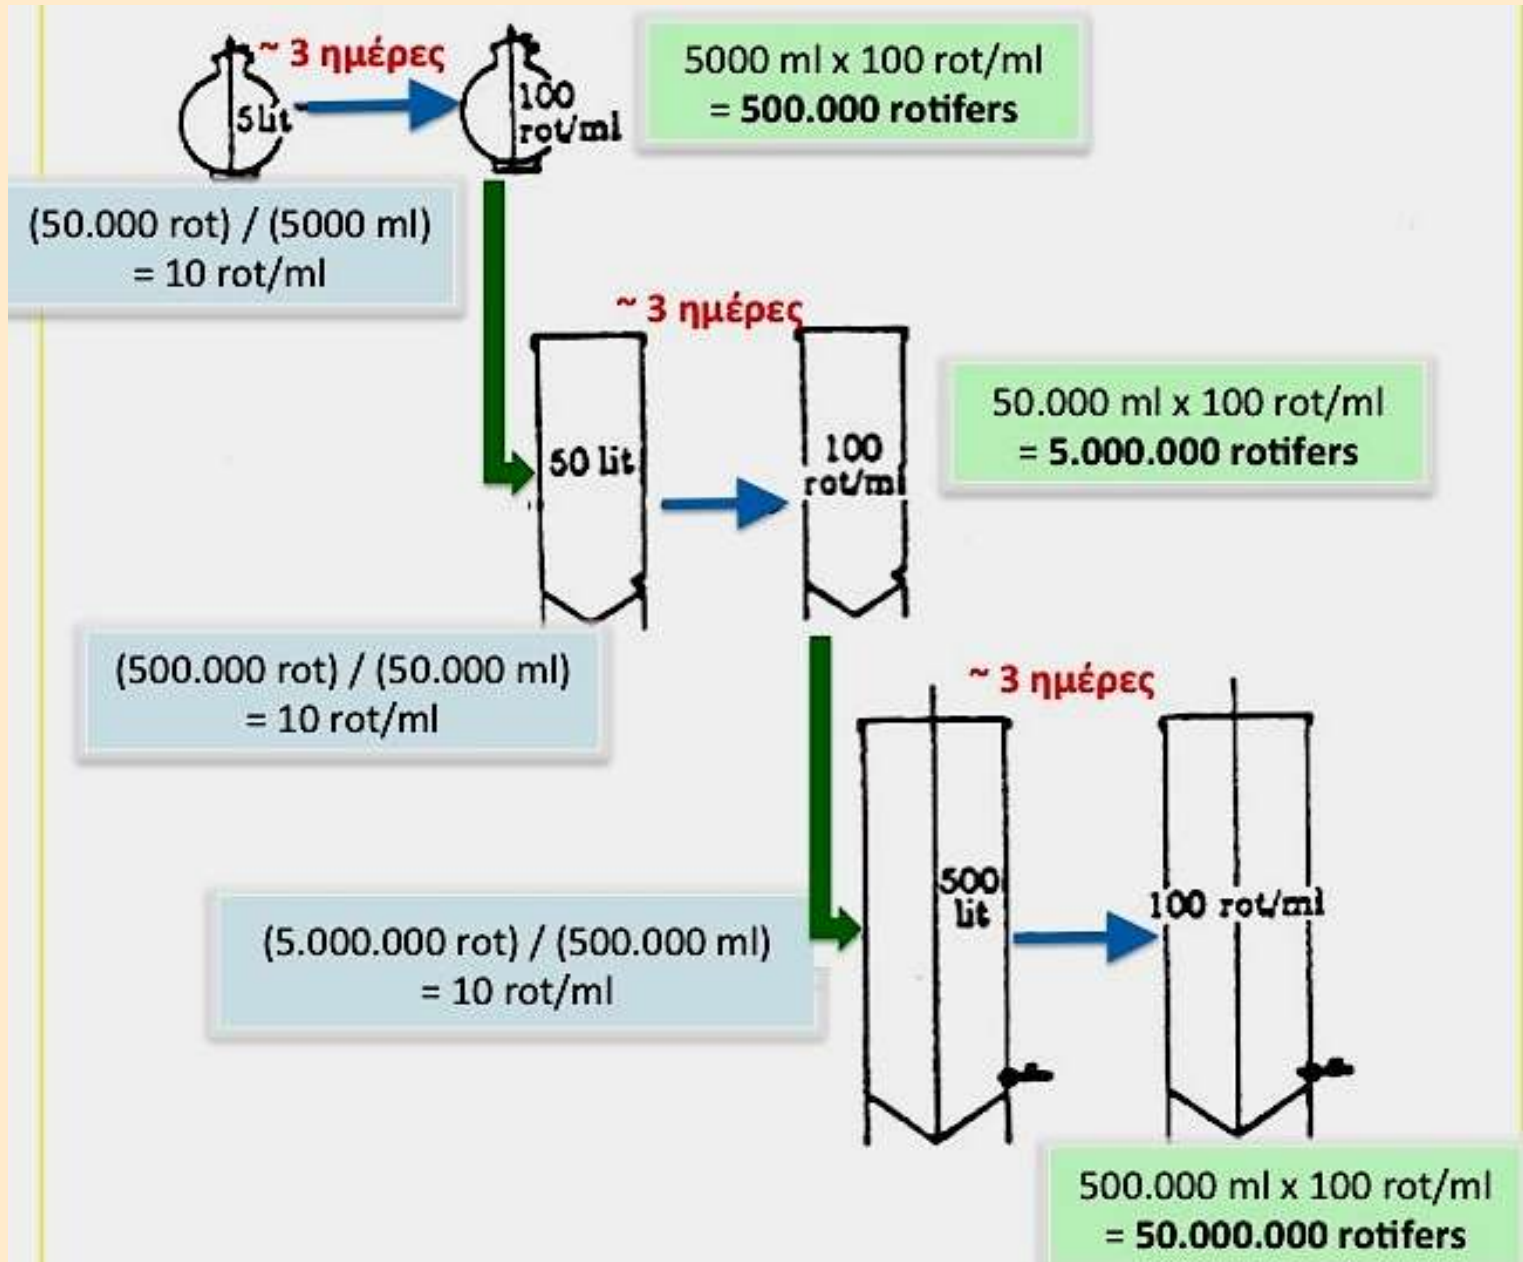 ~ 3 ημέρες
5lit
100
rot/ml
5000 ml x 100 rot/ml
= 500.000 rotifers
(50.000 rot) / (5000 ml)
= 10 rot/ml
~ 3 ημέρες
50 lit
100
rot/ml
50.000 ml x 100 rot/ml
= 5.000.000 rotifers
(500.000 rot) / (50.000 ml)
= 10 rot/ml
~ 3 ημέρες
500
lit
100 rot/ml
(5.000.000 rot) / (500.000 ml)
= 10 rot/ml
500.000 ml x 100 rot/ml
= 50.000.000 rotifers